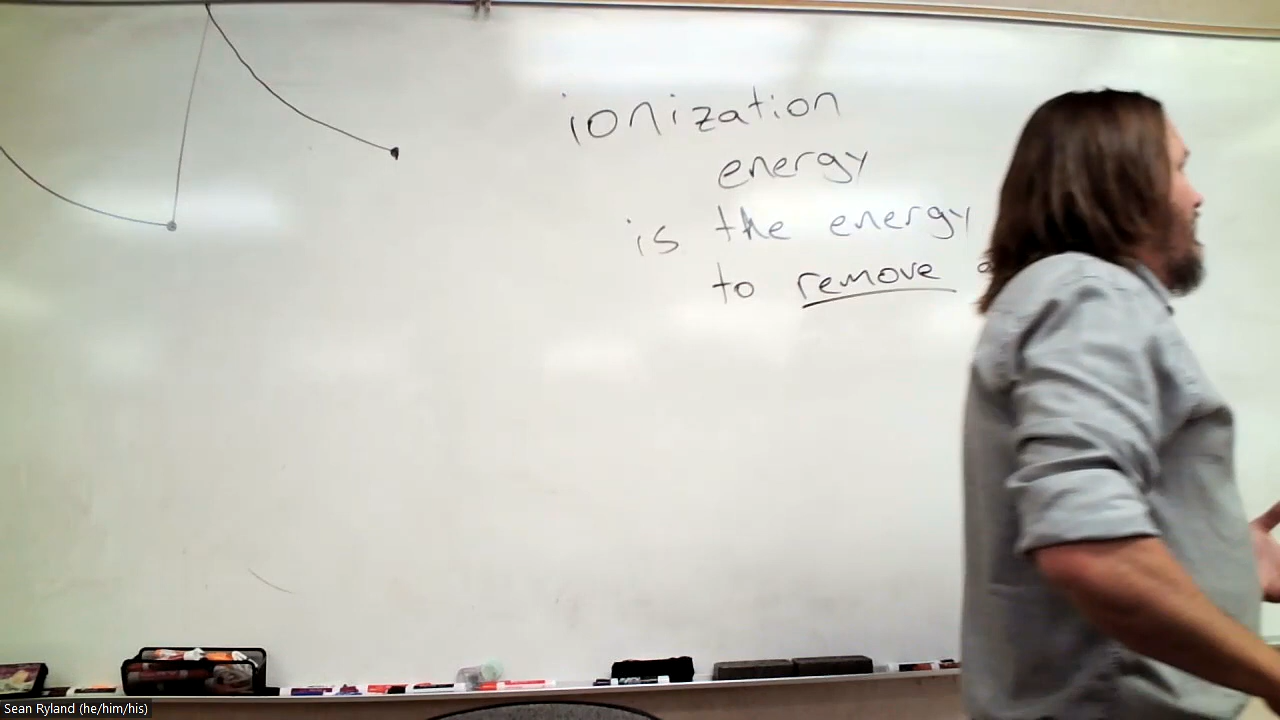 ionization
energy
is the energy
to remove
Sean Ryland (he/him/his)